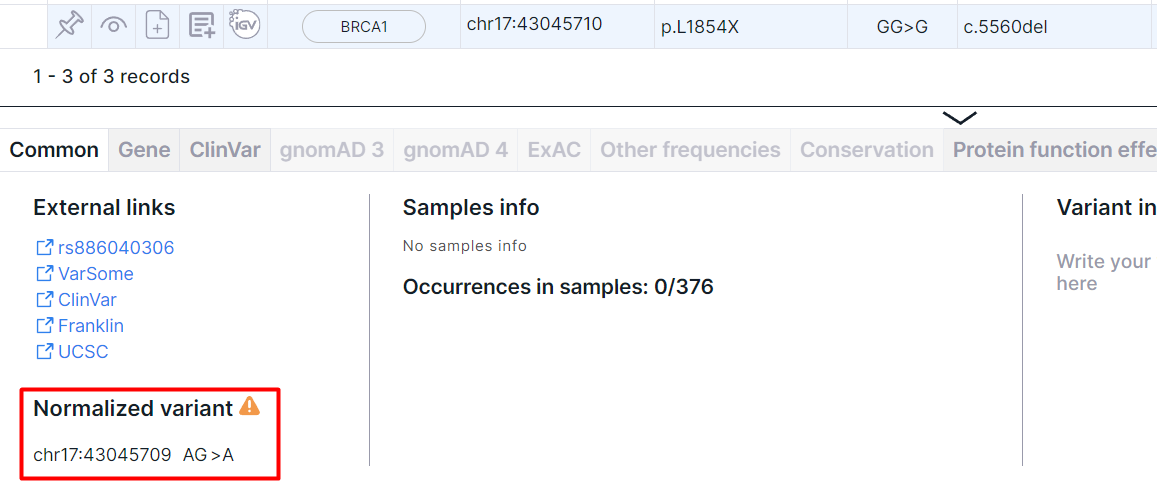 IGV BRCA1 chr17:43045710 p.L1854X GG>G c.5560del
1 - 3 of 3 records
Common Gene ClinVar gnomAD 3 gnomAD 4 ExAC Other frequencies Conservation Protein function effe
External links Samples info Variant in
No samples info
rs886040306
Write your
here
VarSome
Occurrences in samples: 0/376
ClinVar
Franklin
UCSC
Normalized variant
chr17:43045709 AG>A